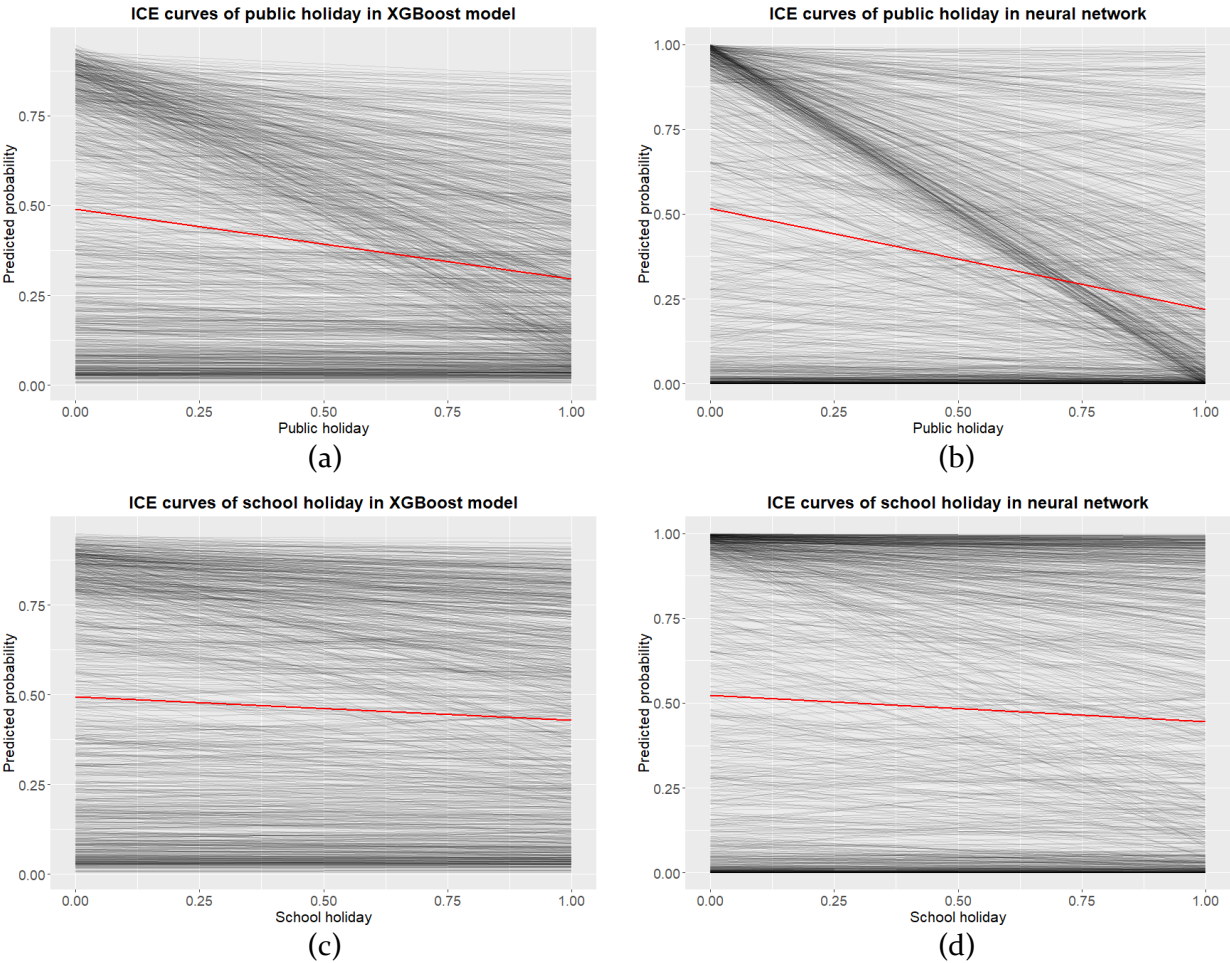 ICE curves of public holiday in XGBoost model
Predicted probability
0.75
0.50
0.25
0.00
0.00 0.25 0.50 0.75 1.00
Public holiday
(a)
ICE curves of public holiday in neural network
Predicted probability
1.00
0.75
0.50
0.25
0.00
0.00 0.25 0.50 0.75 1.00
Public holiday
(b)
ICE curves of school holiday in XGBoost model
Predicted probability
0.75
0.50
0.25
0.00
0.00 0.25 0.50 0.75 1.00
School holiday
(c)
ICE curves of school holiday in neural network
Predicted probability
1.00
0.75
0.50
0.25
0.00
0.00 0.25 0.50 0.75 1.00
School holiday
(d)